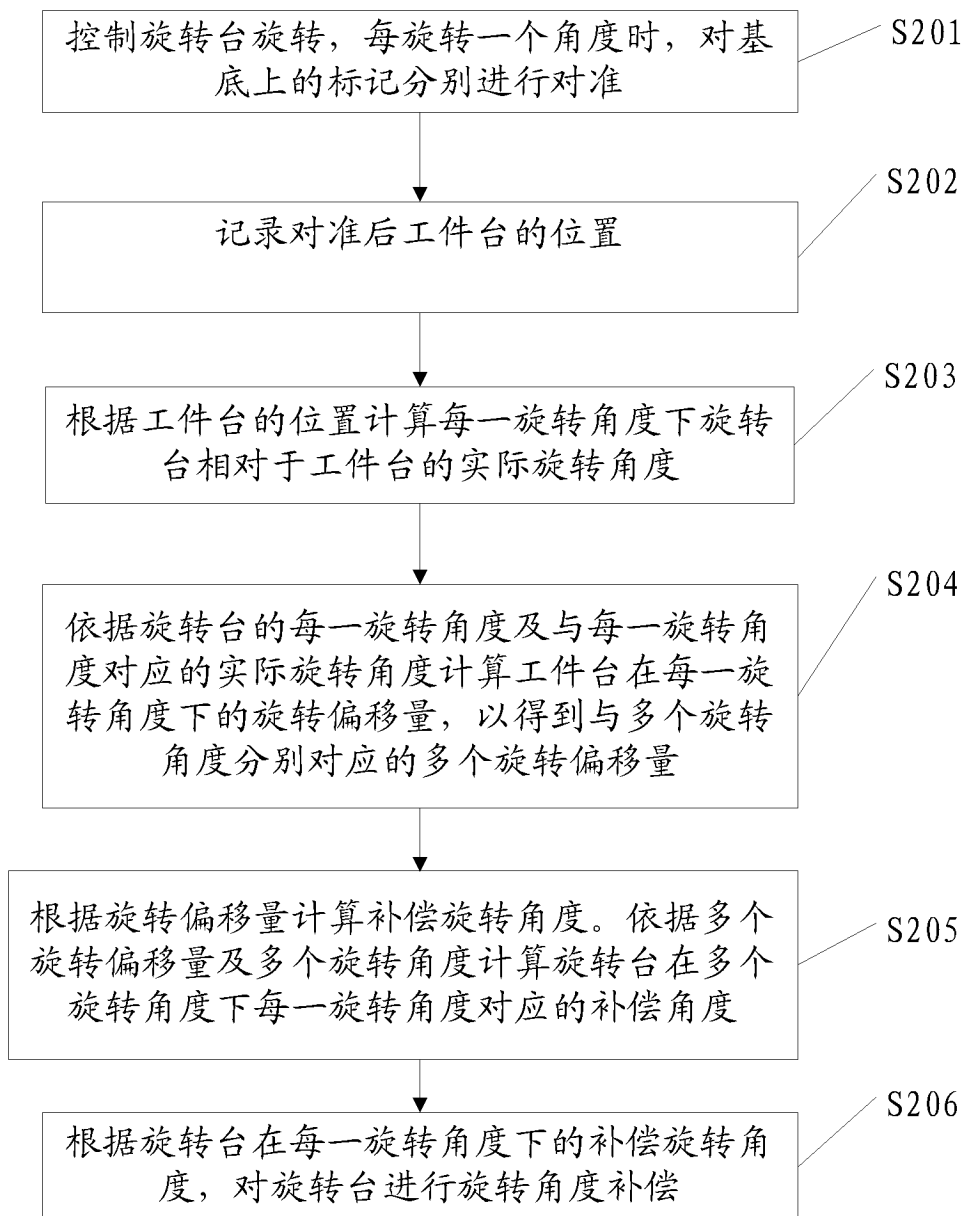 控制旋转台旋转，每旋转一个角度时，对基
底上的标记分别进行对准
S201
记录对准后工件台的位置
S202
根据工件台的位置计算每一旋转角度下旋转
台相对于工件台的实际旋转角度
S203
依据旋转台的每一旋转角度及与每一旋转角
度对应的实际旋转角度计算工件台在每一旋
转角度下的旋转偏移量，以得到与多个旋转
角度分别对应的多个旋转偏移量
S204
根据旋转偏移量计算补偿旋转角度。依据多个
旋转偏移量及多个旋转角度计算旋转台在多个
旋转角度下每一旋转角度对应的补偿角度
S205
根据旋转台在每一旋转角度下的补偿旋转角
度，对旋转台进行旋转角度补偿
S206